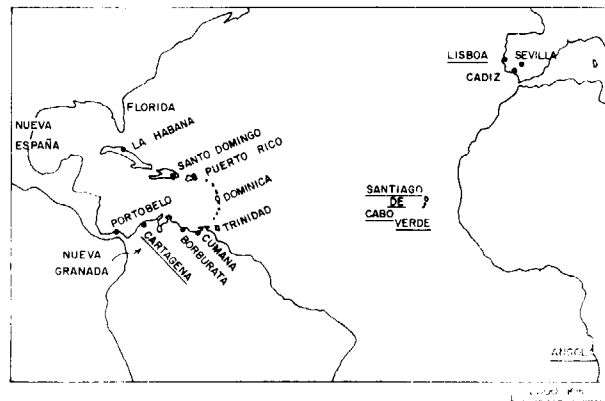 LISBOA
SEVILLA
CADIZ
FLORIDA
NUEVA
ESPAÑA
LA HABANA
SANTO DOMINGO
PUERTO RICO
DOMINICA
SANTIAGO
DE
CABO
VERDE
PORTOBELO
TRINIDAD
CUMANA
BORBURATA
CARTAGENA
NUEVA
GRANADA
ANGOLA